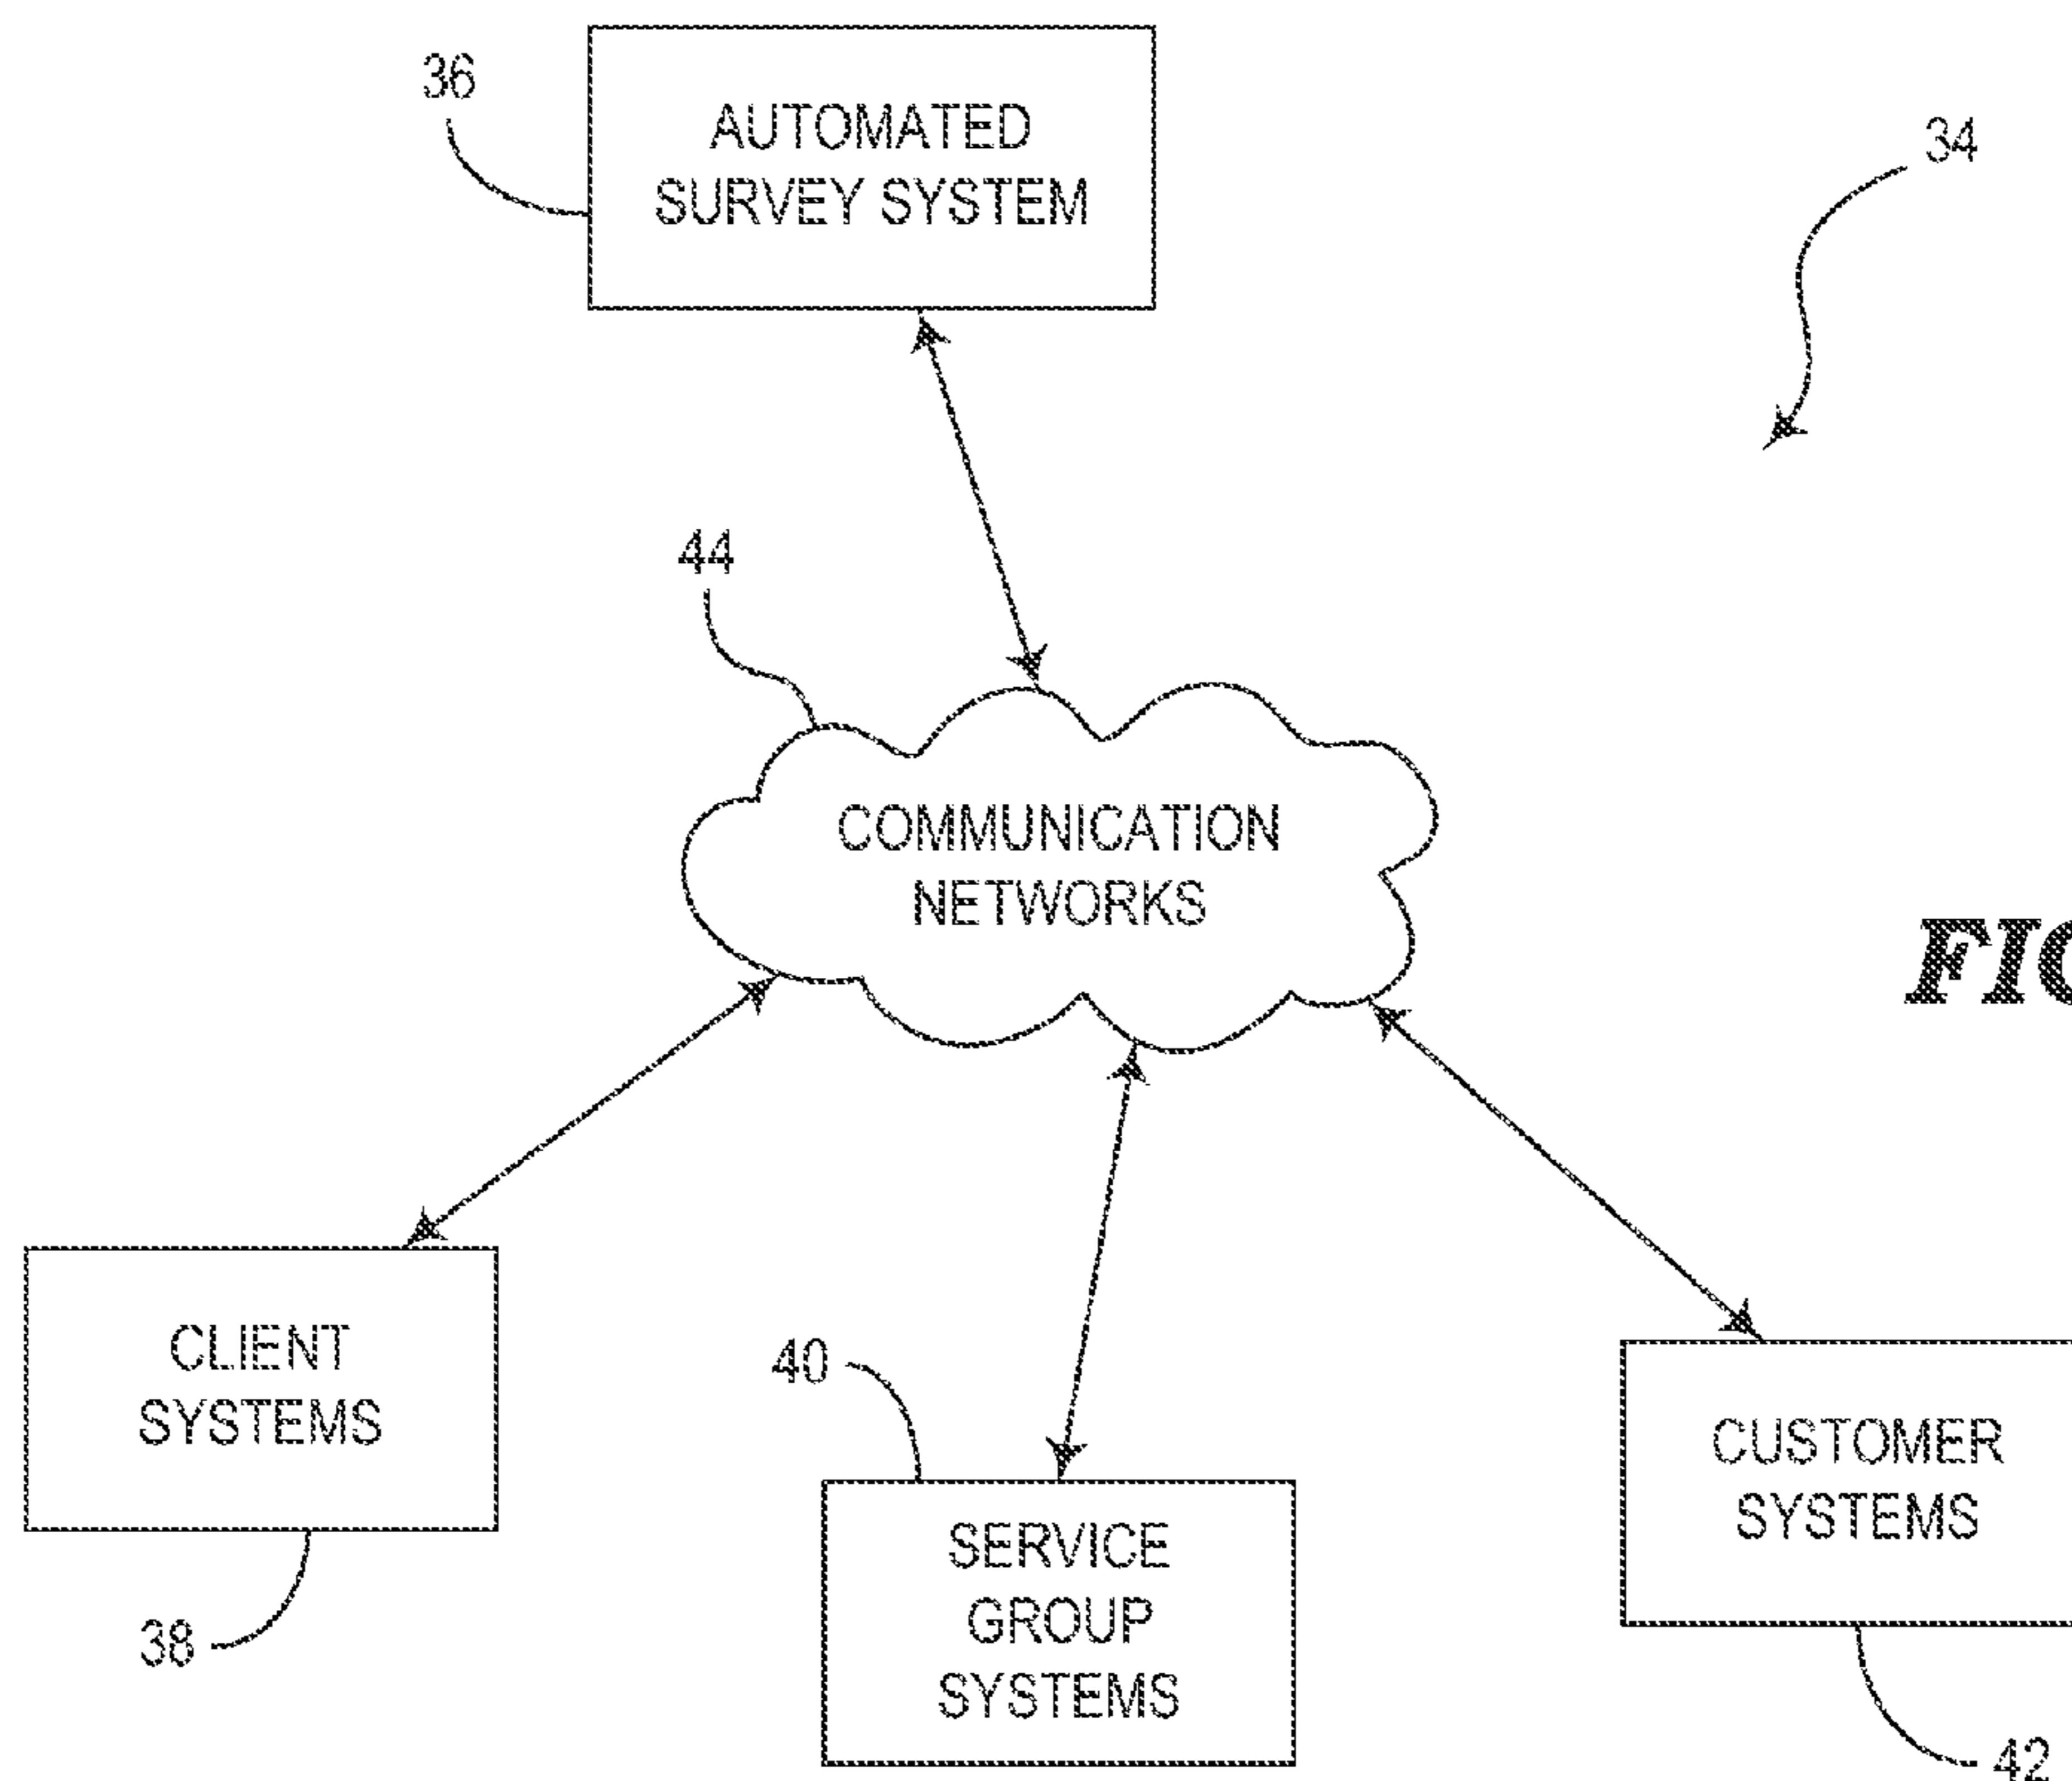 36
AUTOMATED
SURVEY SYSTEM
34
44
COMMUNICATION
NETWORKS
CLIENT
SYSTEMS
40
CUSTOMER
SYSTEMS
SERVICE
GROUP
SYSTEMS
38
42